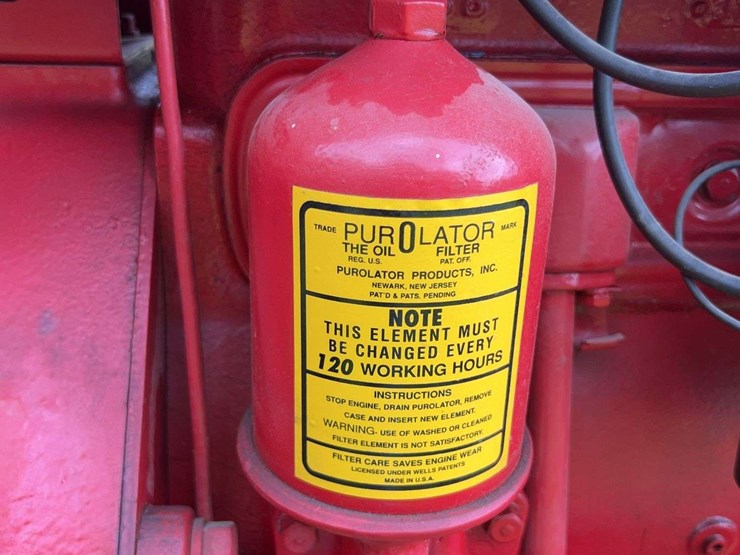 TRADE PUROLATOR MARK
THE OIL FILTER
REG. U.S. PAT. OFF.
PUROLATOR PRODUCTS, INC.
NEWARK, NEW JERSEY
PAT'D & PATS. PENDING
NOTE
THIS ELEMENT MUST
BE CHANGED EVERY
120 WORKING HOURS
INSTRUCTIONS
STOP ENGINE, DRAIN PUROLATOR, REMOVE
CASE AND INSERT NEW ELEMENT.
WARNING- USE OF WASHED OR CLEANED
FILTER ELEMENT IS NOT SATISFACTORY.
FILTER CARE SAVES ENGINE WEAR
LICENSED UNDER WELLS PATENTS
MADE IN U.S.A.